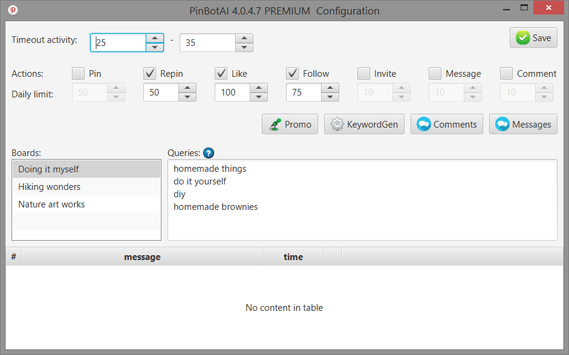 PinBotAI 4.0.4.7 PREMIUM Configuration
Timeout activity: 25 - 35 Save
Actions: Pin Repin Like Follow Invite Message Comment
Daily limit: 50 50 100 75 10 10 10
Promo KeywordGen Comments Messages
Boards: Queries: ?
Doing it myself
Hiking wonders
Nature art works
homemade things
do it yourself
diy
homemade brownies
# message time
No content in table